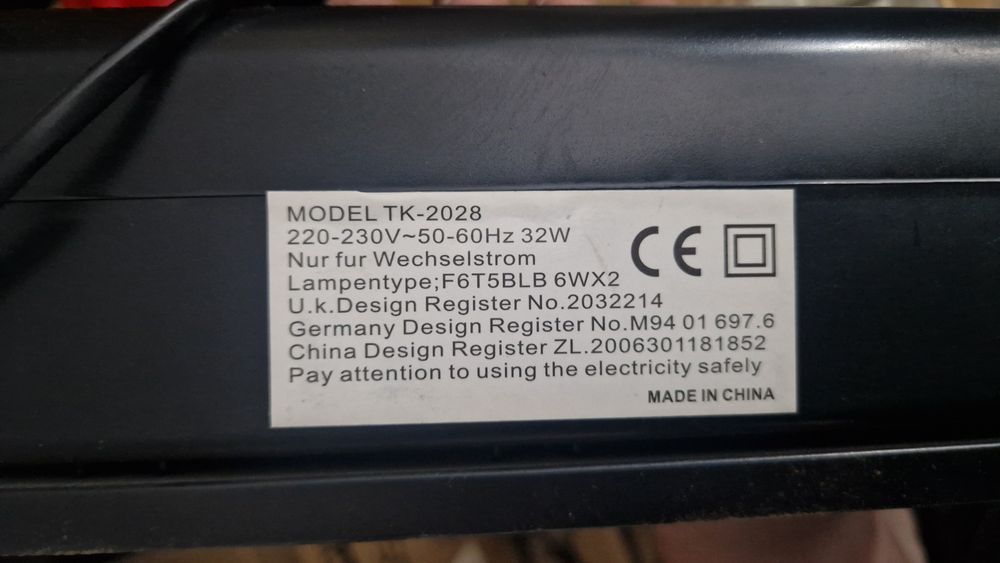 MODEL TK-2028
220-230V~50-60Hz 32W
Nur fur Wechselstrom
Lampentype;F6T5BLB 6WX2
U.k.Design Register No.2032214
Germany Design Register No.M94 01 697.6
China Design Register ZL.2006301181852
Pay attention to using the electricity safely
CE
MADE IN CHINA